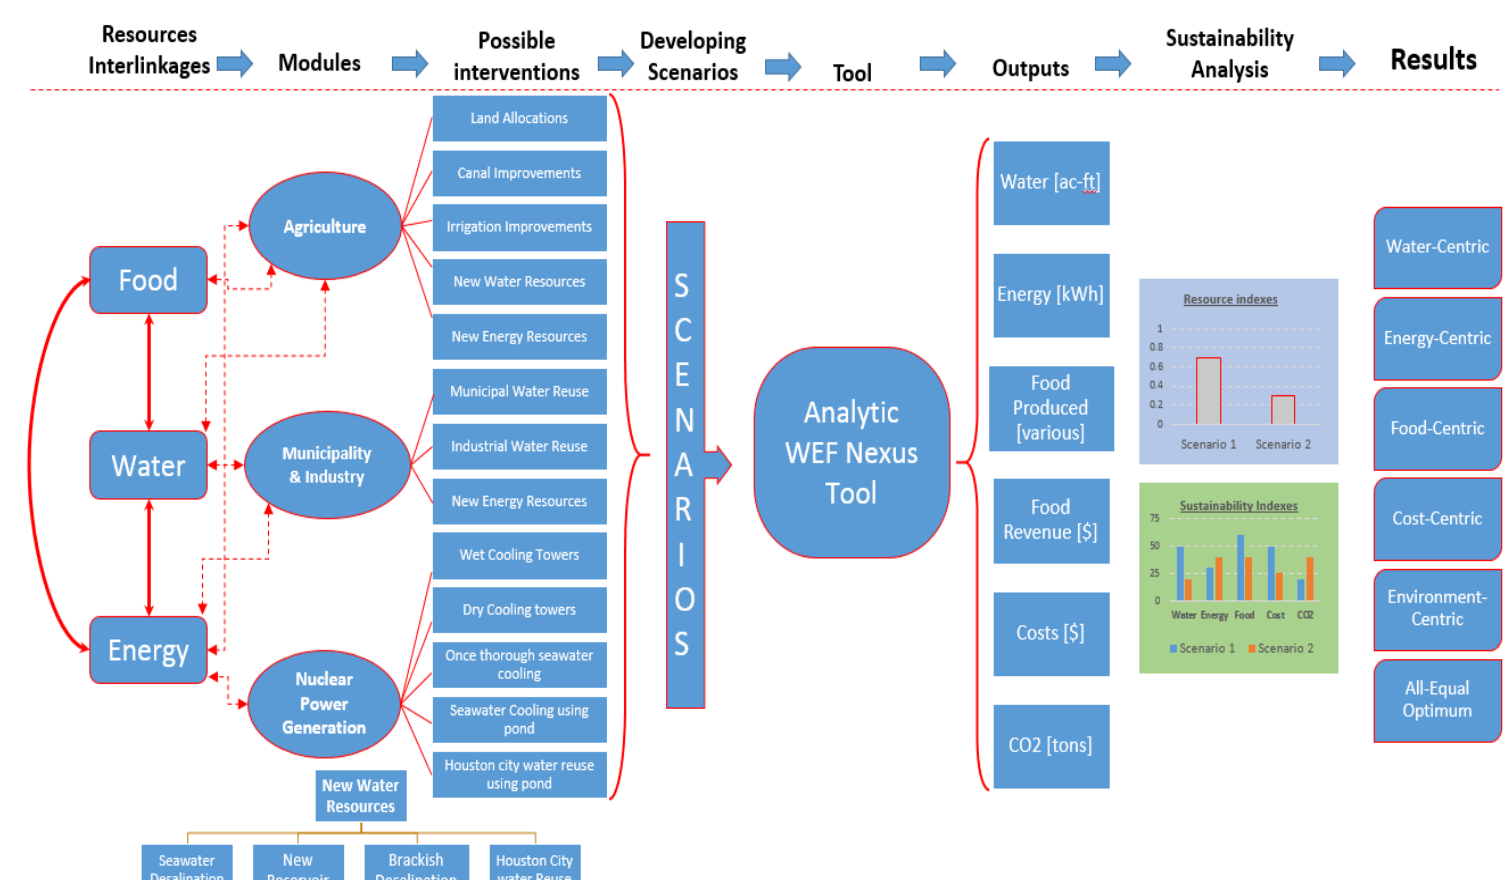 Resources
Interlinkages
Modules
Possible
interventions
Developing
Scenarios
Tool
Outputs
Sustainability
Analysis
Results
Food
Water
Energy
Agriculture
Municipality
& Industry
Nuclear
Power
Generation
Land Allocations
Canal Improvements
Irrigation Improvements
New Water Resources
New Energy Resources
Municipal Water Reuse
Industrial Water Reuse
New Energy Resources
Wet Cooling Towers
Dry Cooling towers
Once thorough seawater
cooling
Seawater Cooling using
pond
Houston city water reuse
using pond
New Water
Resources
Seawater
Desalination
New
Reservoir
Brackish
Desalination
Houston City
water Reuse
SCENARIOS
Analytic
WEF Nexus
Tool
Water [ac-ft]
Energy [kWh]
Food
Produced
[various]
Food
Revenue [$]
Costs [$]
CO2 [tons]
Resource indexes
1
0.8
0.6
0.4
0.2
0
Scenario 1 Scenario 2
Sustainability Indexes
75
50
25
0
Water Energy Food Cost CO2
Scenario 1 Scenario 2
Water-Centric
Energy-Centric
Food-Centric
Cost-Centric
Environment-
Centric
All-Equal
Optimum